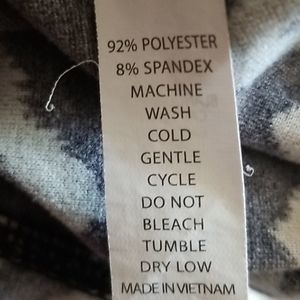 92% POLYESTER
8% SPANDEX
MACHINE
WASH
COLD
GENTLE
CYCLE
DO NOT
BLEACH
TUMBLE
DRY LOW
MADE IN VIETNAM